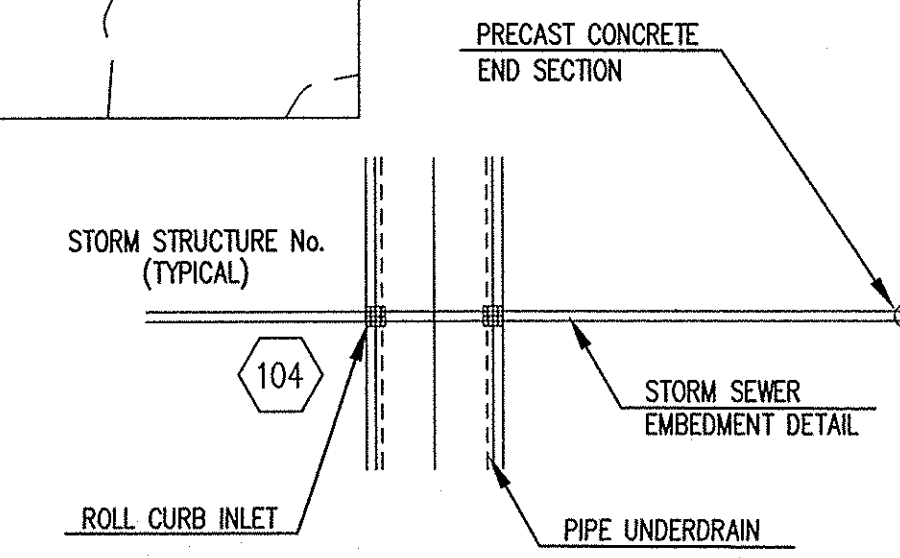 PRECAST CONCRETE
END SECTION
STORM STRUCTURE No.
(TYPICAL)
104
STORM SEWER
EMBEDMENT DETAIL
ROLL CURB INLET
PIPE UNDERDRAIN